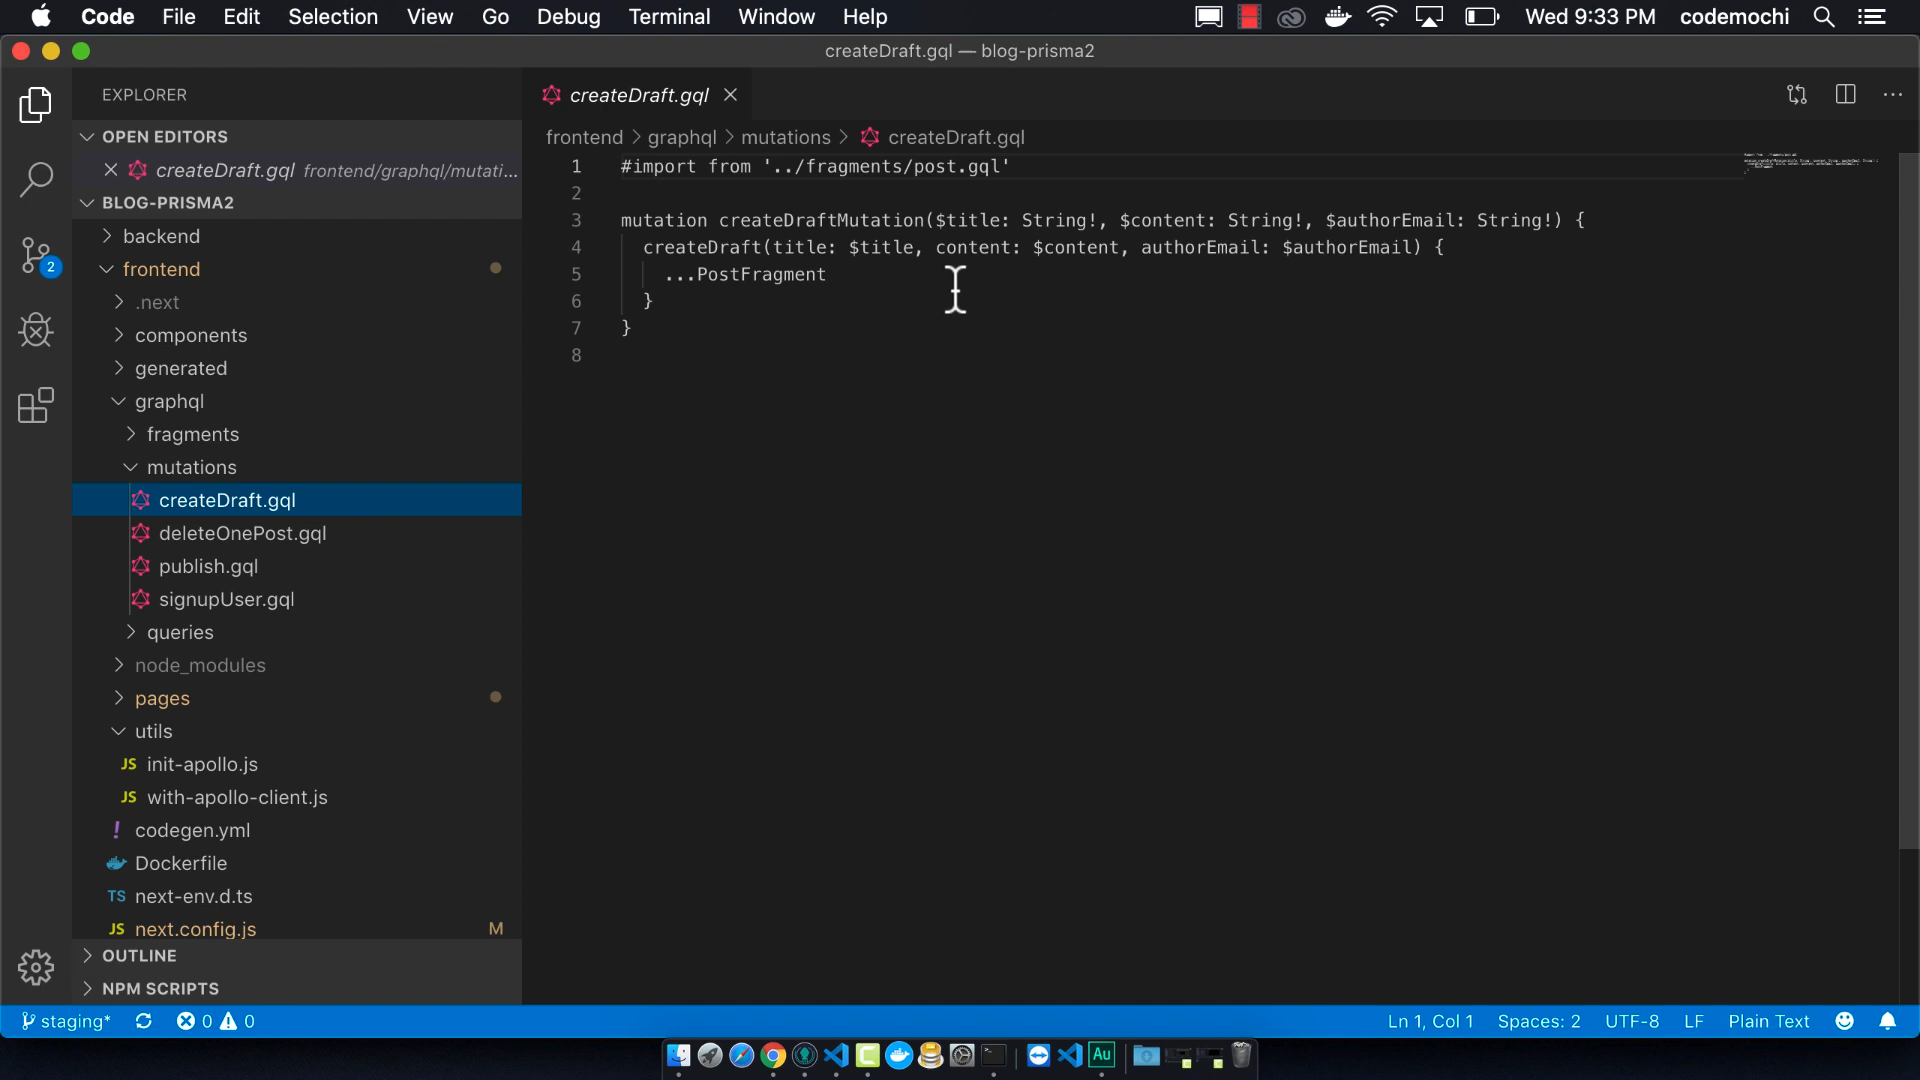 Code File Edit Selection View Go Debug Terminal Window Help Wed 9:33 PM codemochi
createDraft.gql — blog-prisma2
EXPLORER
OPEN EDITORS
createDraft.gql frontend/graphql/mutati...
BLOG-PRISMA2
backend
frontend
.next
components
generated
graphql
fragments
mutations
createDraft.gql
deleteOnePost.gql
publish.gql
signupUser.gql
queries
node_modules
pages
utils
JS init-apollo.js
JS with-apollo-client.js
! codegen.yml
Dockerfile
TS next-env.d.ts
JS next.config.js M
OUTLINE
NPM SCRIPTS
2
createDraft.gql
frontend > graphql > mutations > createDraft.gql
1 #import from '../fragments/post.gql'
2
3 mutation createDraftMutation($title: String!, $content: String!, $authorEmail: String!) {
4 createDraft(title: $title, content: $content, authorEmail: $authorEmail) {
5 ...PostFragment
6 }
7 }
8
staging* 0 0 Ln 1, Col 1 Spaces: 2 UTF-8 LF Plain Text
Au